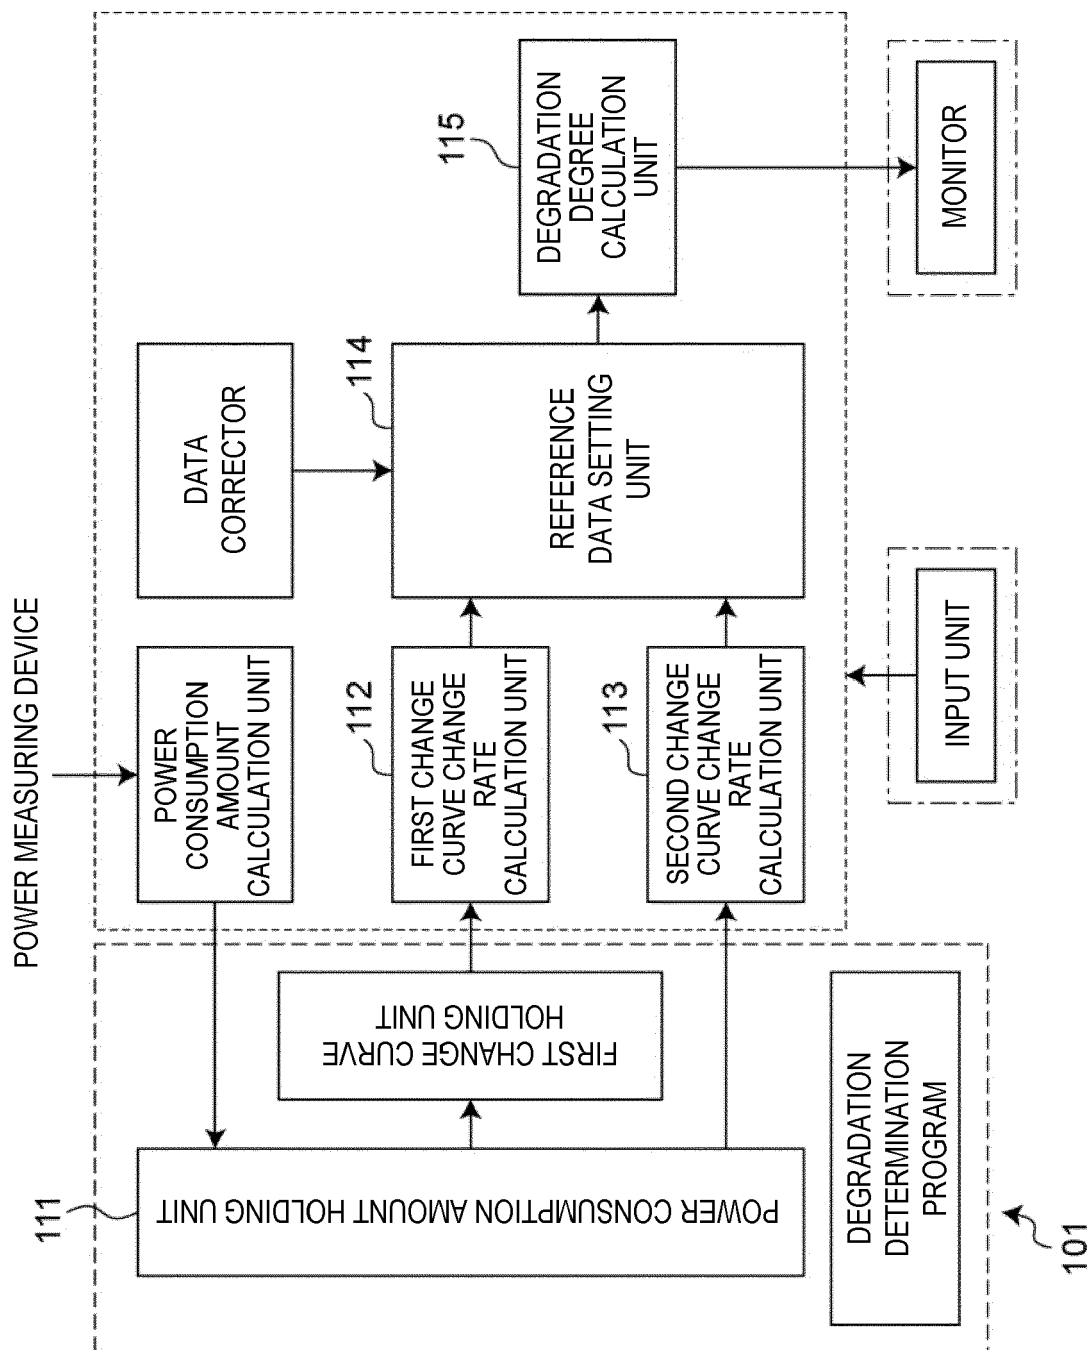 POWER MEASURING DEVICE
111
POWER CONSUMPTION AMOUNT HOLDING UNIT
FIRST CHANGE CURVE
HOLDING UNIT
DEGRADATION
DETERMINATION
PROGRAM
101
POWER
CONSUMPTION
AMOUNT
CALCULATION UNIT
112
FIRST CHANGE
CURVE CHANGE
RATE
CALCULATION UNIT
113
SECOND CHANGE
CURVE CHANGE
RATE
CALCULATION UNIT
DATA
CORRECTOR
114
REFERENCE
DATA SETTING
UNIT
115
DEGRADATION
DEGREE
CALCULATION
UNIT
INPUT UNIT
MONITOR